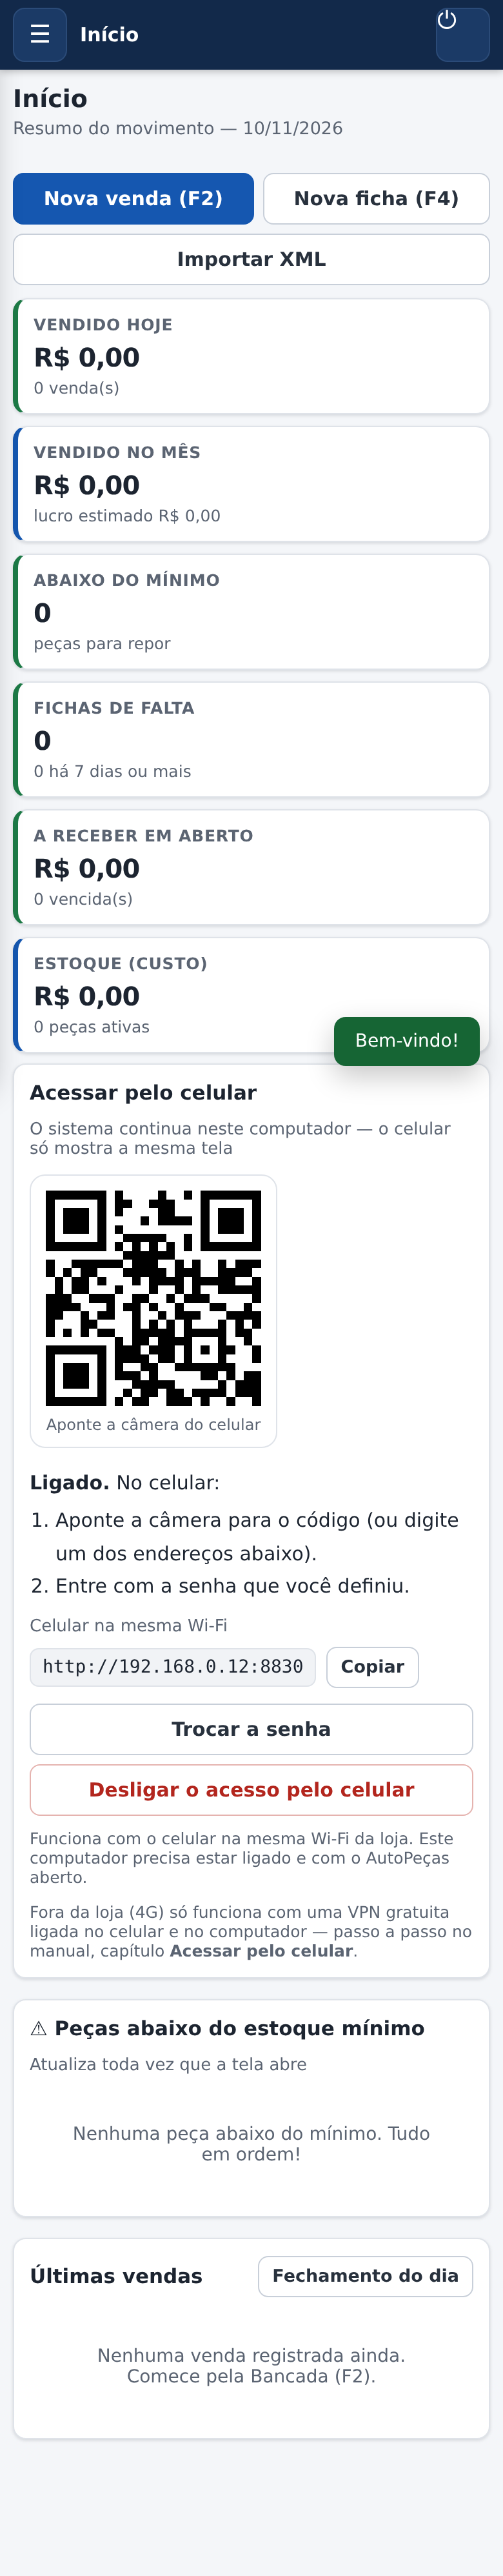 ☰ Início
Início
Resumo do movimento — 10/11/2026
Nova venda (F2)
Nova ficha (F4)
Importar XML
VENDIDO HOJE
R$ 0,00
0 venda(s)
VENDIDO NO MÊS
R$ 0,00
lucro estimado R$ 0,00
ABAIXO DO MÍNIMO
0
peças para repor
FICHAS DE FALTA
0
0 há 7 dias ou mais
A RECEBER EM ABERTO
R$ 0,00
0 vencida(s)
ESTOQUE (CUSTO)
R$ 0,00
0 peças ativas
Bem-vindo!
Acessar pelo celular
O sistema continua neste computador — o celular
só mostra a mesma tela
Aponte a câmera do celular
Ligado. No celular:
1. Aponte a câmera para o código (ou digite
um dos endereços abaixo).
2. Entre com a senha que você definiu.
Celular na mesma Wi-Fi
http://192.168.0.12:8830
Copiar
Trocar a senha
Desligar o acesso pelo celular
Funciona com o celular na mesma Wi-Fi da loja. Este
computador precisa estar ligado e com o AutoPeças
aberto.
Fora da loja (4G) só funciona com uma VPN gratuita
ligada no celular e no computador — passo a passo no
manual, capítulo Acessar pelo celular.
⚠ Peças abaixo do estoque mínimo
Atualiza toda vez que a tela abre
Nenhuma peça abaixo do mínimo. Tudo
em ordem!
Últimas vendas
Fechamento do dia
Nenhuma venda registrada ainda.
Comece pela Bancada (F2).